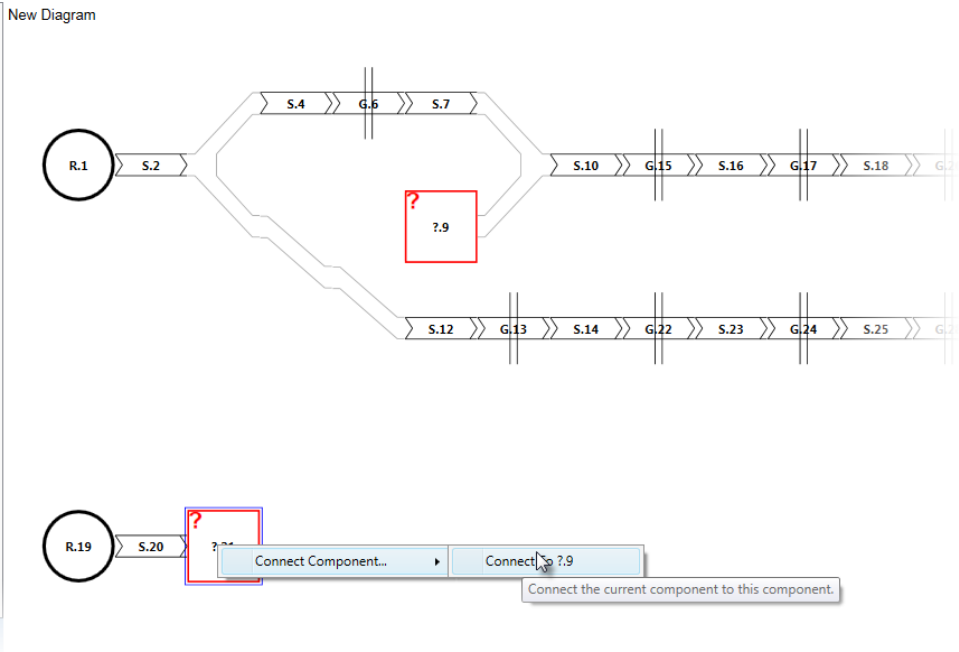 New Diagram
S.4 G.6 S.7
R.1 S.2 S.10 G.15 S.16 G.17 S.18
?
?.9
S.12 G.13 S.14 G.22 S.23 G.24 S.25
?
R.19 S.20
Connect Component... Connect To ?.9
Connect the current component to this component.